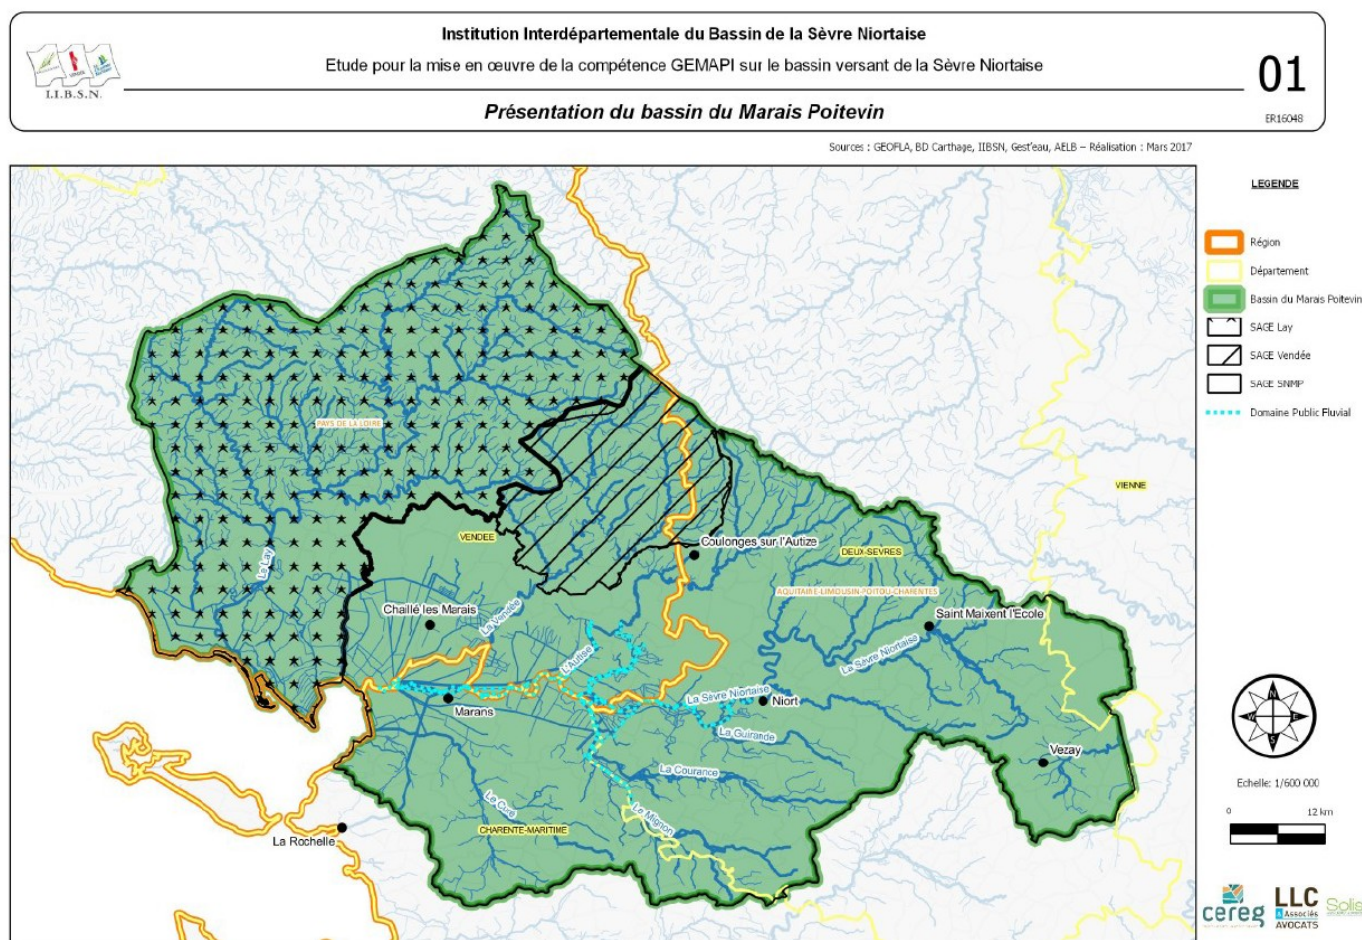 Institution Interdépartementale du Bassin de la Sèvre Niortaise
Etude pour la mise en œuvre de la compétence GEMAPI sur le bassin versant de la Sèvre Niortaise
Présentation du bassin du Marais Poitevin
I.I.B.S.N.
01
ER16048
Sources : GEOFLA, BD Carthage, IIBSN, Gest'eau, AELB – Réalisation : Mars 2017
LEGENDE
Région
Département
Bassin du Marais Poitevin
SAGE Lay
SAGE Vendée
SAGE SNMP
Domaine Public Fluvial
PAYS DE LA LOIRE
VIENNE
VENDEE
Coulonges sur l'Autize
DEUX-SEVRES
Le Lay
AQUITAINE-LIMOUSIN-POITOU-CHARENTES
Chaillé les Marais
La Vendée
Saint Maixent l'Ecole
L'Autise
La Sèvre Niortaise
La Sèvre Niortaise
Marans
Niort
La Guirande
Vezay
La Courance
Le Curé
Le Mignon
CHARENTE-MARITIME
La Rochelle
N
E
W
Echelle: 1/600 000
0 12 km
cereg
LLC
& Associés
AVOCATS
Solis